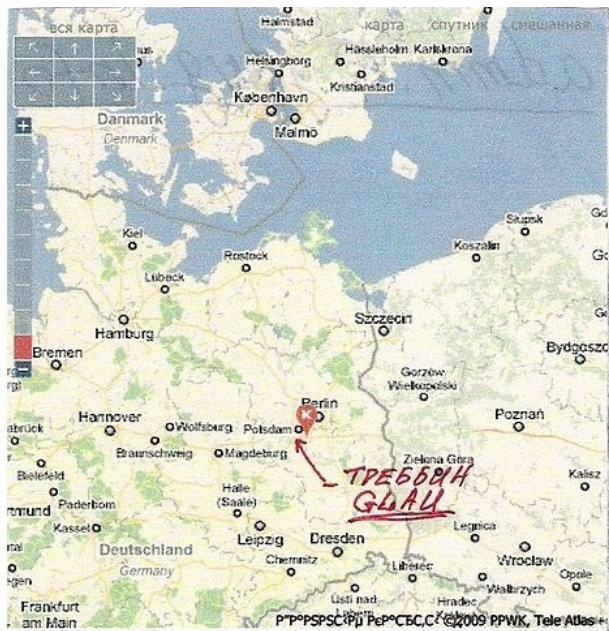 Halmstad
вся карта
карта спутник смешанная
Hässleholm Karlskrona
Helsingborg
Kristianstad
København
Malmö
Danmark
Denmark
Słupsk
Kiel
Koszalin
Rostock
Lübeck
Szczecin
Hamburg
Bremen
Bydgoszc
Gorzów
Wielkopolski
Berlin
K
Hannover
Wolfsburg
Potsdam
Poznań
Braunschweig
Magdeburg
Zielona Góra
Bielefeld
ТРЕББИН
GLAU
Kalisz
Halle
(Saale)
Paderborn
rtmund
Kassel
Legnica
Leipzig
Dresden
Deutschland
Germany
Chemnitz
Wrocław
Liberec
Wałbrzych
Opole
Ústí nad
Labem
Hradec
Frankfurt
am Main
©2009 PPWK, Tele Atlas